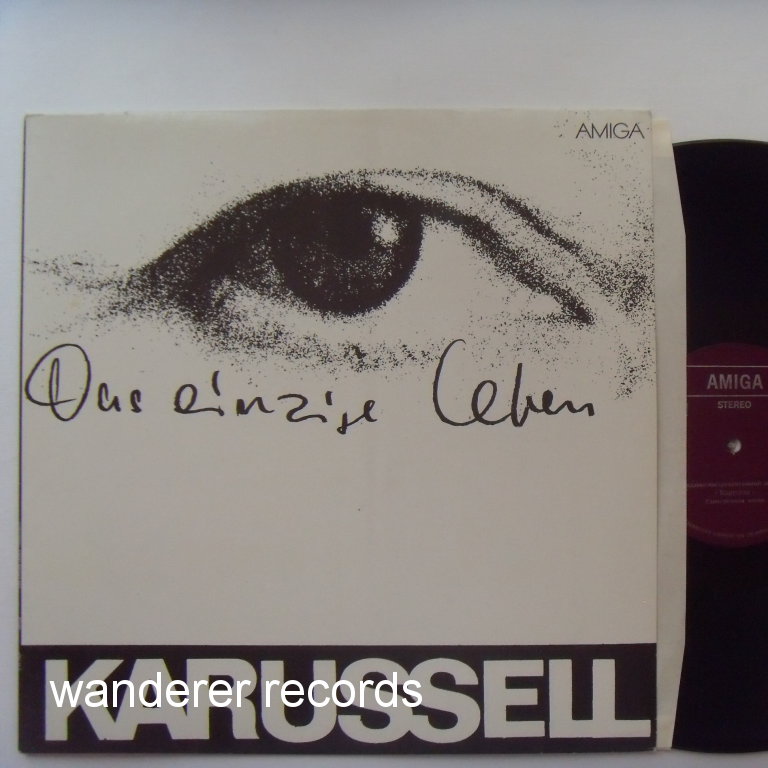 AMIGA
Das einzige Leben
AMIGA
STEREO
KARUSSELL
wanderer records